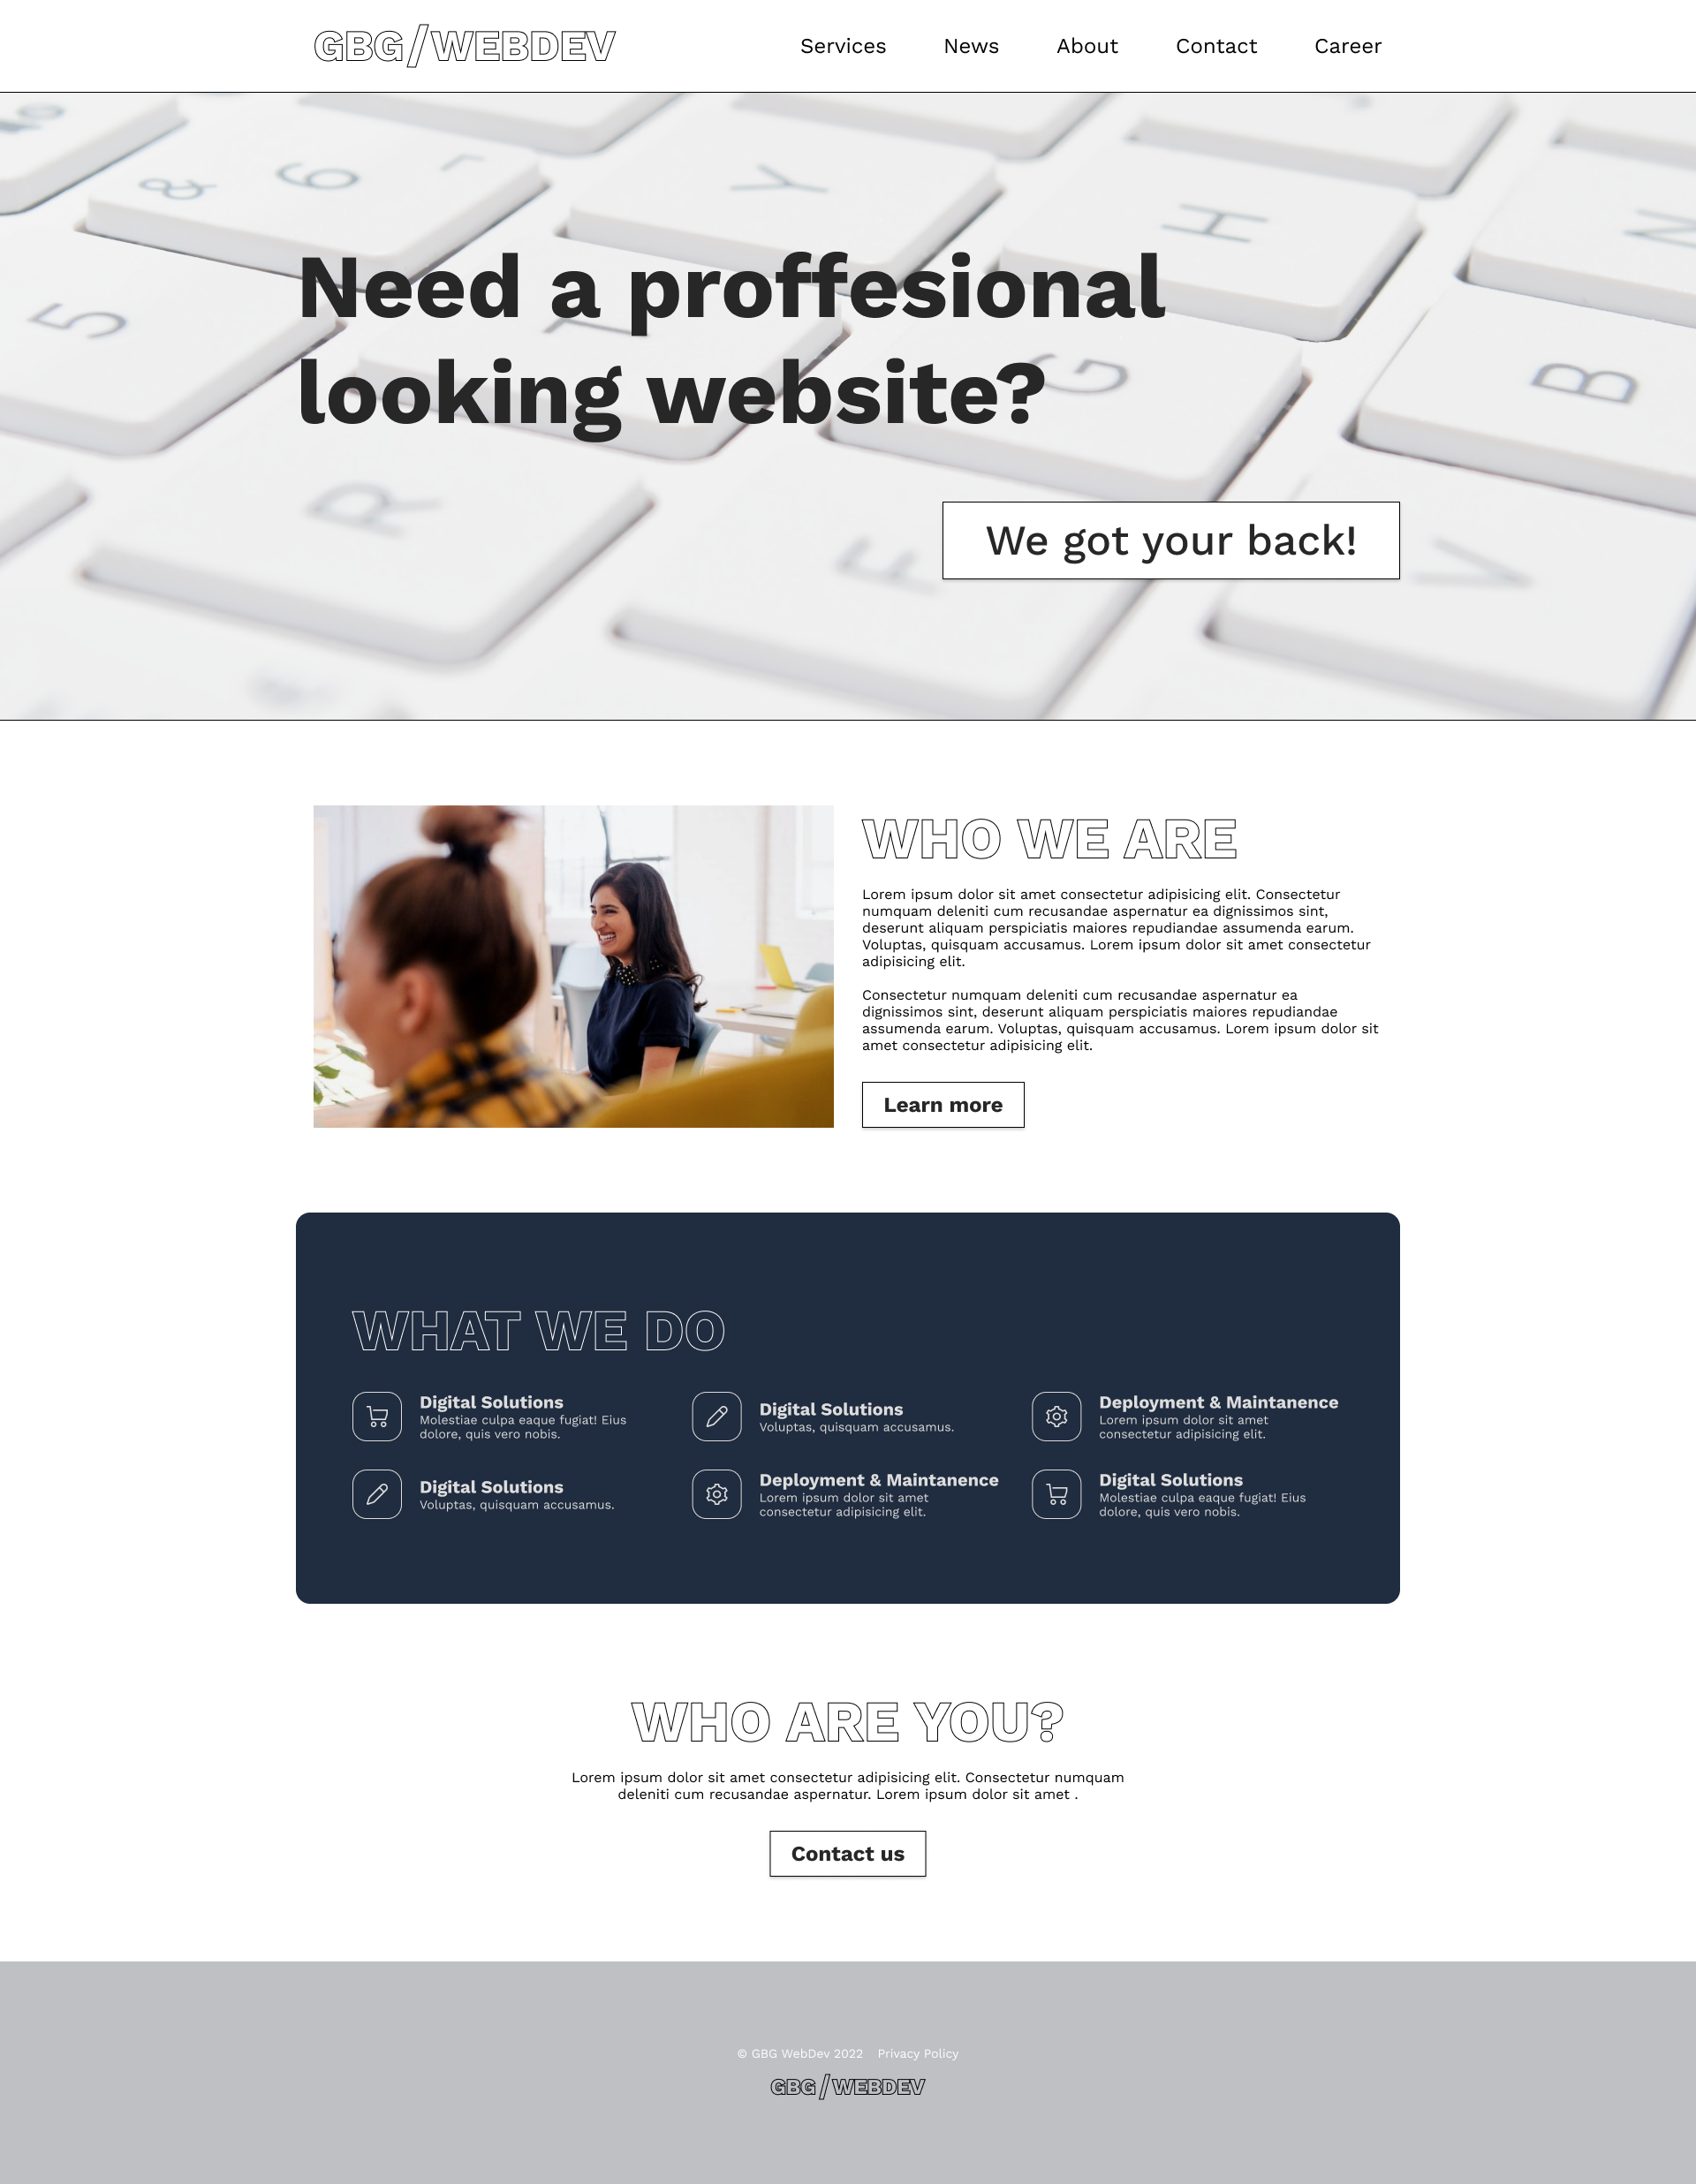 GBG/WEBDEV
Services News About Contact Career
& 6 Y H N
5 T G B
R F V
Need a proffesional
looking website?
We got your back!
WHO WE ARE
Lorem ipsum dolor sit amet consectetur adipisicing elit. Consectetur
numquam deleniti cum recusandae aspernatur ea dignissimos sint,
deserunt aliquam perspiciatis maiores repudiandae assumenda earum.
Voluptas, quisquam accusamus. Lorem ipsum dolor sit amet consectetur
adipisicing elit.
Consectetur numquam deleniti cum recusandae aspernatur ea
dignissimos sint, deserunt aliquam perspiciatis maiores repudiandae
assumenda earum. Voluptas, quisquam accusamus. Lorem ipsum dolor sit
amet consectetur adipisicing elit.
Learn more
WHAT WE DO
Digital Solutions
Molestiae culpa eaque fugiat! Eius
dolore, quis vero nobis.
Digital Solutions
Voluptas, quisquam accusamus.
Deployment & Maintanence
Lorem ipsum dolor sit amet
consectetur adipisicing elit.
Digital Solutions
Voluptas, quisquam accusamus.
Deployment & Maintanence
Lorem ipsum dolor sit amet
consectetur adipisicing elit.
Digital Solutions
Molestiae culpa eaque fugiat! Eius
dolore, quis vero nobis.
WHO ARE YOU?
Lorem ipsum dolor sit amet consectetur adipisicing elit. Consectetur numquam
deleniti cum recusandae aspernatur. Lorem ipsum dolor sit amet .
Contact us
© GBG WebDev 2022 Privacy Policy
GBG/WEBDEV